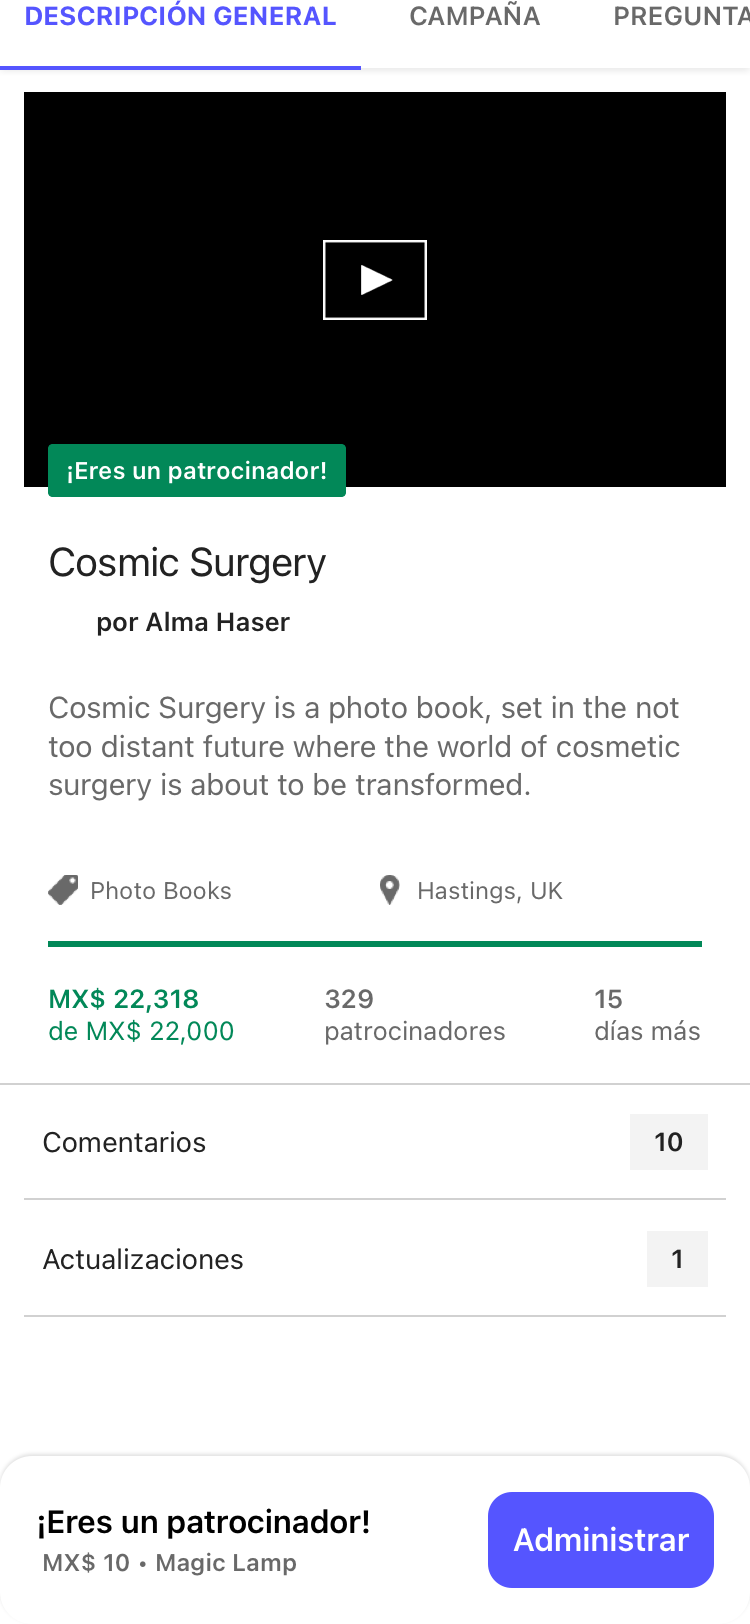 DESCRIPCIÓN GENERAL CAMPAÑA PREGUNTA
¡Eres un patrocinador!
Cosmic Surgery
por Alma Haser
Cosmic Surgery is a photo book, set in the not
too distant future where the world of cosmetic
surgery is about to be transformed.
Photo Books Hastings, UK
MX$ 22,318 329 15
de MX$ 22,000 patrocinadores días más
Comentarios 10
Actualizaciones 1
¡Eres un patrocinador!
MX$ 10 • Magic Lamp
Administrar